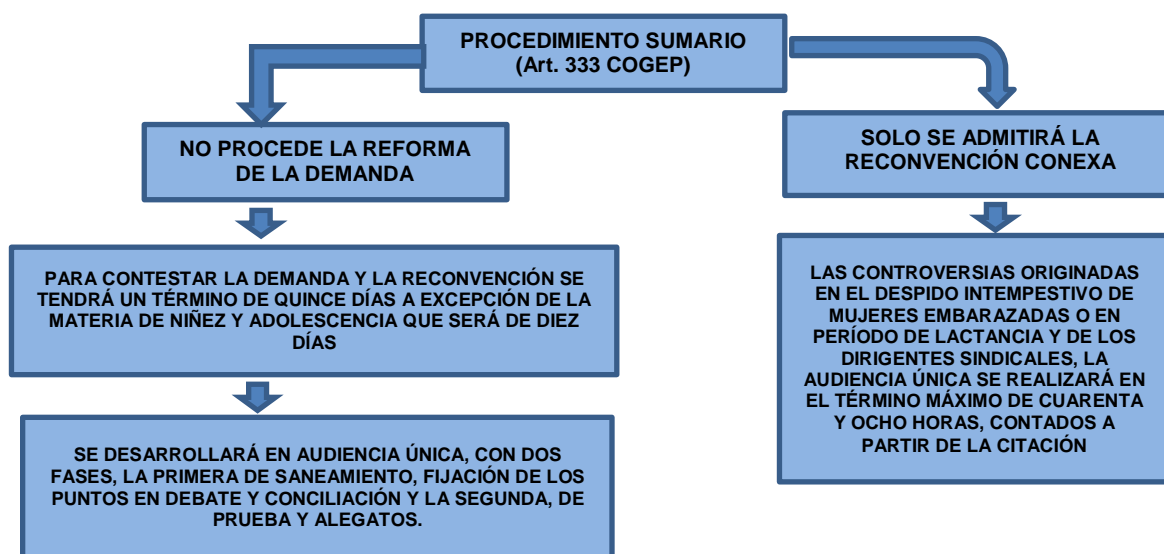 PROCEDIMIENTO SUMARIO
(Art. 333 COGEP)
NO PROCEDE LA REFORMA
DE LA DEMANDA
SOLO SE ADMITIRÁ LA
RECONVENCIÓN CONEXA
PARA CONTESTAR LA DEMANDA Y LA RECONVENCIÓN SE
TENDRÁ UN TÉRMINO DE QUINCE DÍAS A EXCEPCIÓN DE LA
MATERIA DE NIÑEZ Y ADOLESCENCIA QUE SERÁ DE DIEZ
DÍAS
LAS CONTROVERSIAS ORIGINADAS
EN EL DESPIDO INTEMPESTIVO DE
MUJERES EMBARAZADAS O EN
PERÍODO DE LACTANCIA Y DE LOS
DIRIGENTES SINDICALES, LA
AUDIENCIA ÚNICA SE REALIZARÁ EN
EL TÉRMINO MÁXIMO DE CUARENTA
Y OCHO HORAS, CONTADOS A
PARTIR DE LA CITACIÓN
SE DESARROLLARÁ EN AUDIENCIA ÚNICA, CON DOS
FASES, LA PRIMERA DE SANEAMIENTO, FIJACIÓN DE LOS
PUNTOS EN DEBATE Y CONCILIACIÓN Y LA SEGUNDA, DE
PRUEBA Y ALEGATOS.